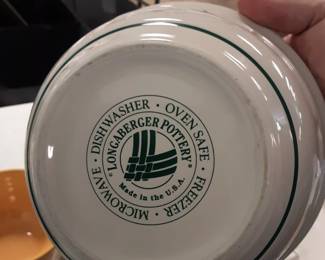 MICROWAVE · DISHWASHER · OVEN SAFE · FREEZER ·
LONGABERGER POTTERY®
Made in the U.S.A.